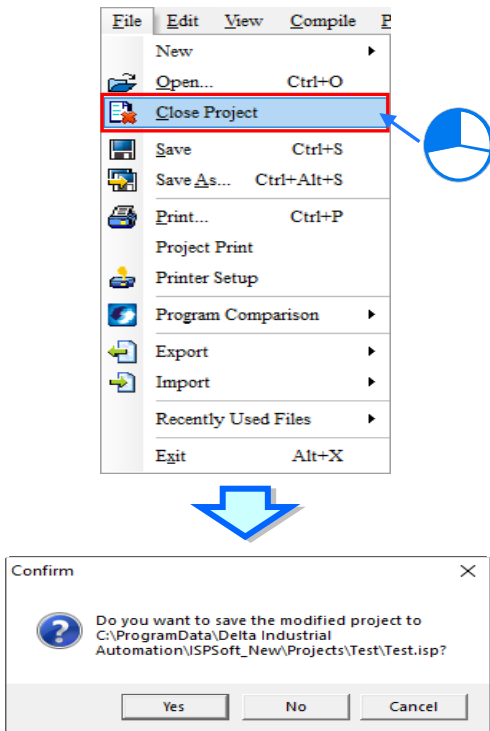 File Edit View Compile P
New
Open... Ctrl+O
Close Project
Save Ctrl+S
Save As... Ctrl+Alt+S
Print... Ctrl+P
Project Print
Printer Setup
Program Comparison
Export
Import
Recently Used Files
Exit Alt+X
Confirm
Do you want to save the modified project to
C:\ProgramData\Delta Industrial
Automation\ISPSoft_New\Projects\Test\Test.isp?
Yes No Cancel